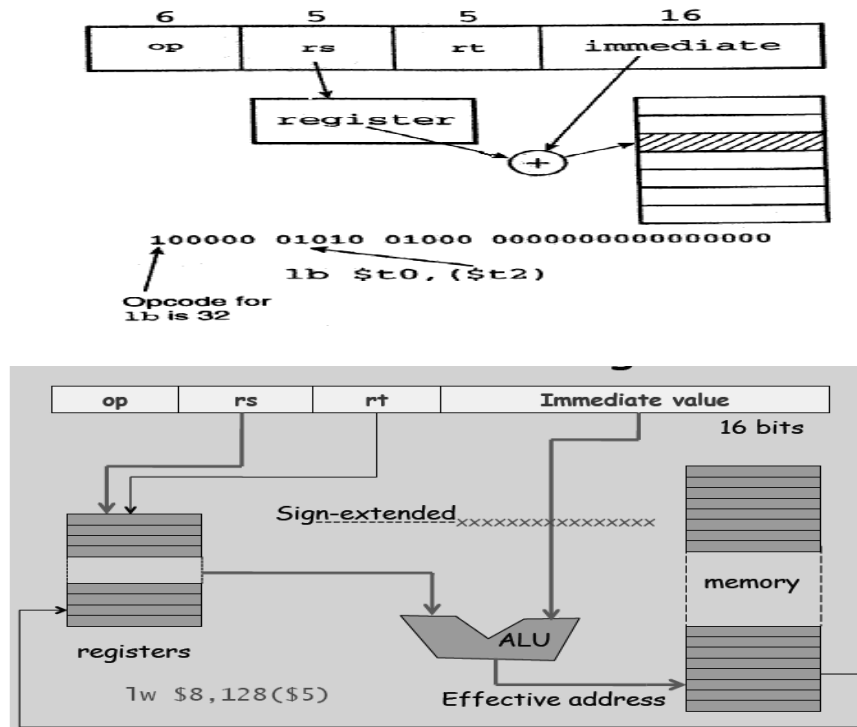 6 5 5 16
op rs rt immediate
register
+
100000 01010 01000 0000000000000000
lb $t0,($t2)
Opcode for
lb is 32
op rs rt Immediate value
16 bits
Sign-extended xxxxxxxxxxxxxxxx
memory
ALU
registers
lw $8,128($5)
Effective address